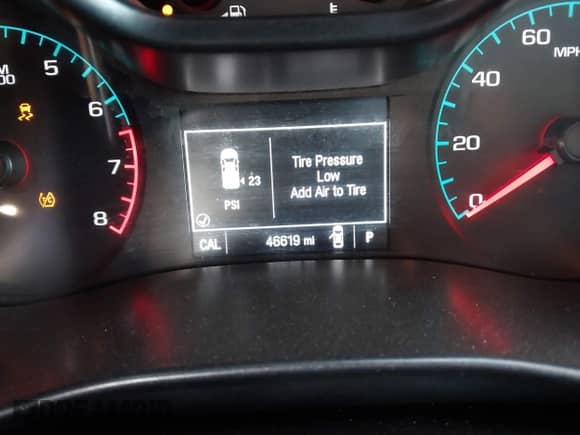 60
MPH
5
40
6
20
7
0
8
23
PSI
Tire Pressure
Low
Add Air to Tire
CAL
46619 mi
P